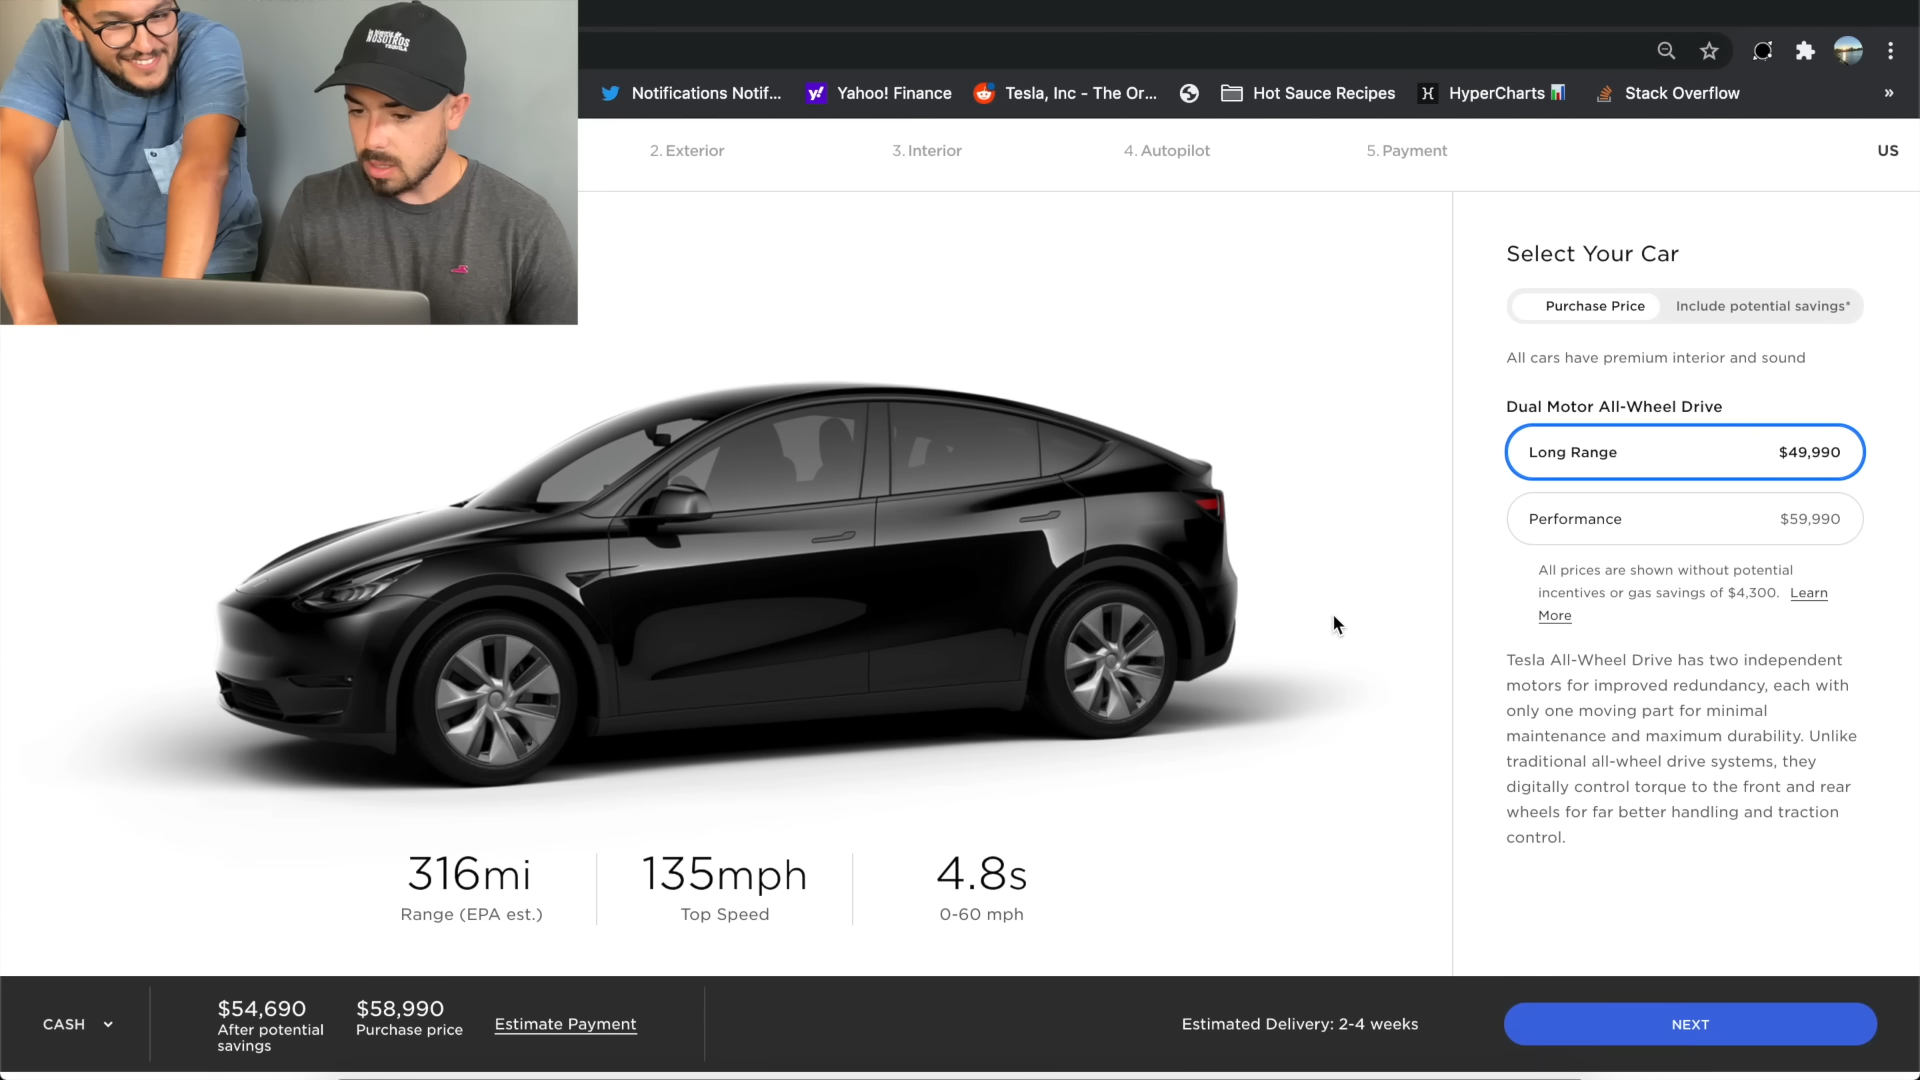 NOSOTROS
TEQUILA
Notifications Notif...
Yahoo! Finance
Tesla, Inc - The Or...
Hot Sauce Recipes
HyperCharts
Stack Overflow
»
2. Exterior
3. Interior
4. Autopilot
5. Payment
US
Select Your Car
Purchase Price
Include potential savings*
All cars have premium interior and sound
Dual Motor All-Wheel Drive
Long Range
$49,990
Performance
$59,990
All prices are shown without potential
incentives or gas savings of $4,300. Learn
More
Tesla All-Wheel Drive has two independent
motors for improved redundancy, each with
only one moving part for minimal
maintenance and maximum durability. Unlike
traditional all-wheel drive systems, they
digitally control torque to the front and rear
wheels for far better handling and traction
control.
316mi
Range (EPA est.)
135mph
Top Speed
4.8s
0-60 mph
CASH
$54,690
After potential
savings
$58,990
Purchase price
Estimate Payment
Estimated Delivery: 2-4 weeks
NEXT